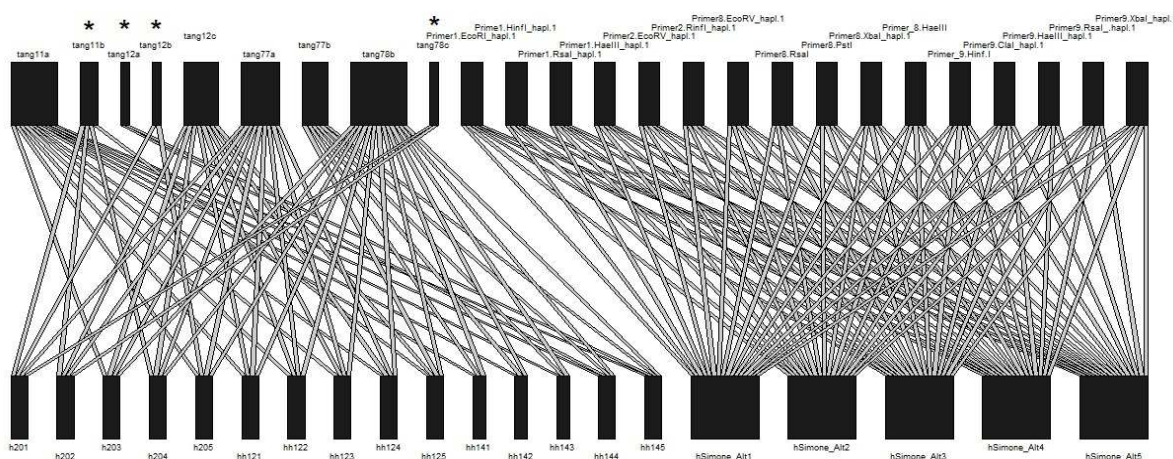 Primer9.XbaI_hapl.1
Primer8.EcoRV_hapl.1
Prime1.HinfI_hapl.1 Primer2.RinfI_hapl.1 Primer_8.HaeIII Primer9.RsaI_.hapl.1
Primer1.EcoRI_hapl.1 Primer2.EcoRV_hapl.1 Primer8.XbaI_hapl.1 Primer9.HaeIII_hapl.1
tang12c
* * * *
tang11b tang12b tang77b tang78c Primer1.HaeIII_hapl.1 Primer8.PstI Primer9.ClaI_hapl.1
tang11a tang12a tang77a tang78b Primer1.RsaI_hapl.1 Primer8.RsaI Primer_9.Hinf.I
h201 h203 h205 hh122 hh124 hh141 hh143 hh145 hSimone_Alt2 hSimone_Alt4
h202 h204 hh121 hh123 hh125 hh142 hh144 hSimone_Alt1 hSimone_Alt3 hSimone_Alt5